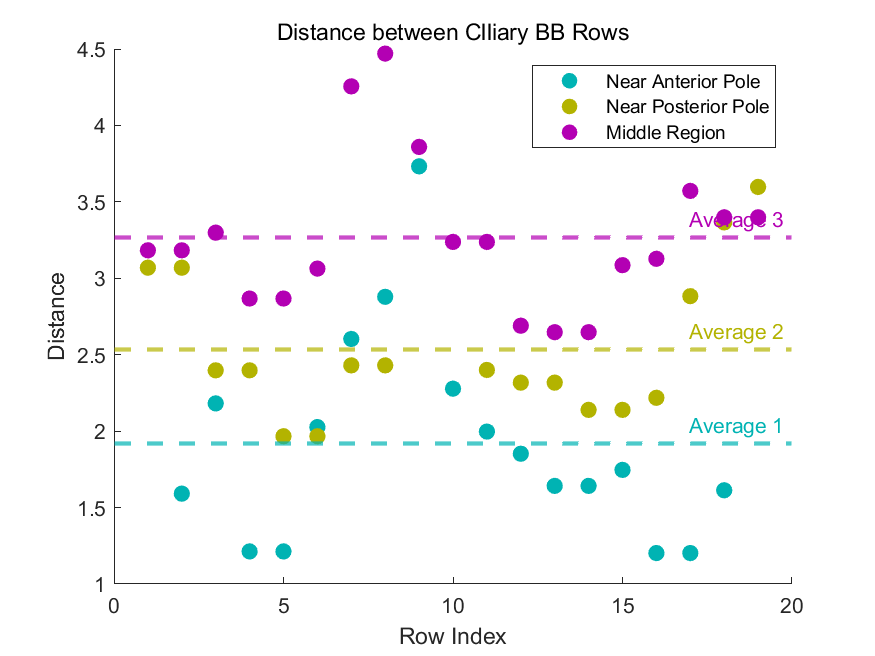 Distance between CIliary BB Rows
4.5
4
3.5
3
2.5
2
1.5
1
Distance
Near Anterior Pole
Near Posterior Pole
Middle Region
Average 3
Average 2
Average 1
0
5
10
15
20
Row Index